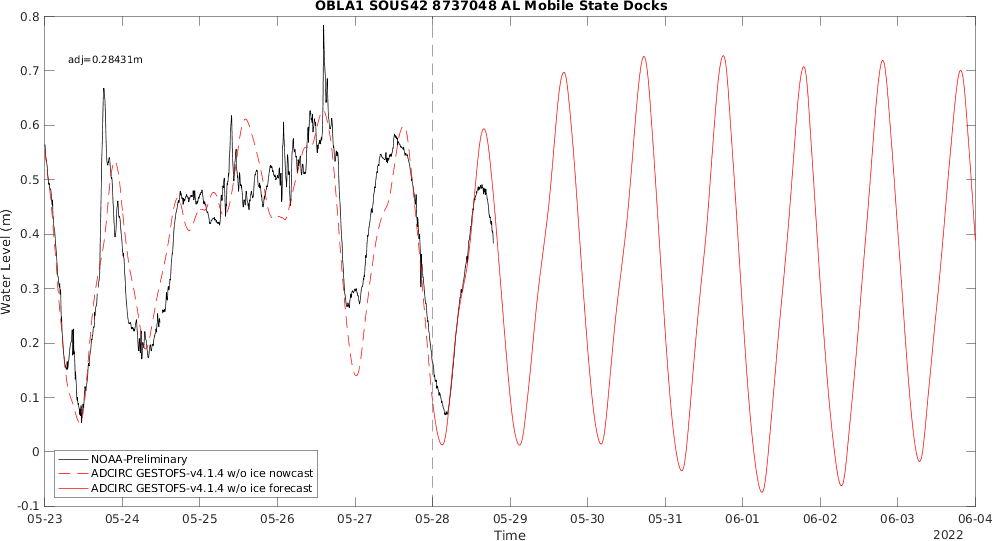 OBLA1 SOUS42 8737048 AL Mobile State Docks
adj=0.28431m
0.8
0.7
0.6
0.5
0.4
0.3
0.2
0.1
0
-0.1
Water Level (m)
NOAA-Preliminary
ADCIRC GESTOFS-v4.1.4 w/o ice nowcast
ADCIRC GESTOFS-v4.1.4 w/o ice forecast
05-23 05-24 05-25 05-26 05-27 05-28 05-29 05-30 05-31 06-01 06-02 06-03 06-04
Time
2022